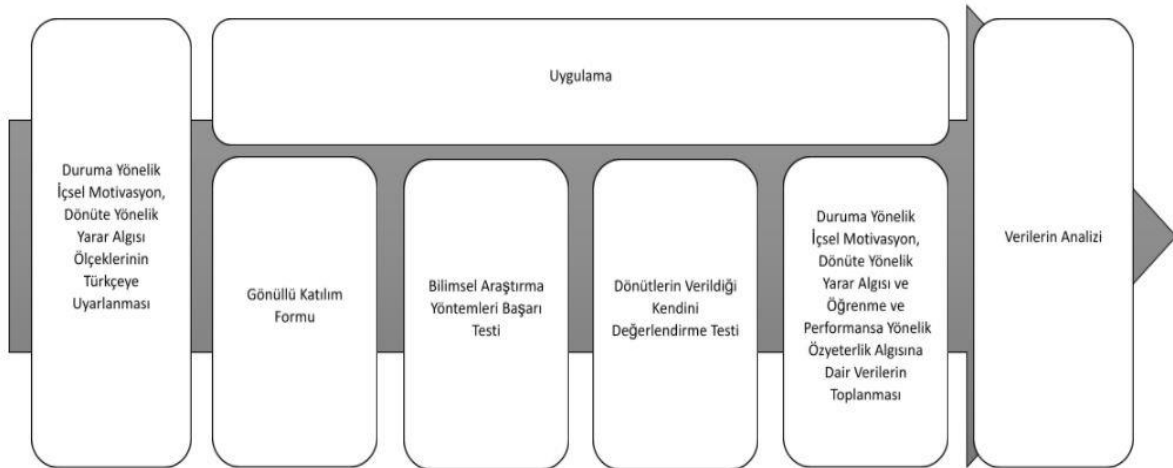 Duruma Yönelik
İçsel Motivasyon,
Dönüte Yönelik
Yarar Algısı
Ölçeklerinin
Türkçeye
Uyarlanması
Uygulama
Gönüllü Katılım
Formu
Bilimsel Araştırma
Yöntemleri Başarı
Testi
Dönütlerin Verildiği
Kendini
Değerlendirme Testi
Duruma Yönelik
İçsel Motivasyon,
Dönüte Yönelik
Yarar Algısı ve
Öğrenme ve
Performansa Yönelik
Özyeterlik Algısına
Dair Verilerin
Toplanması
Verilerin Analizi